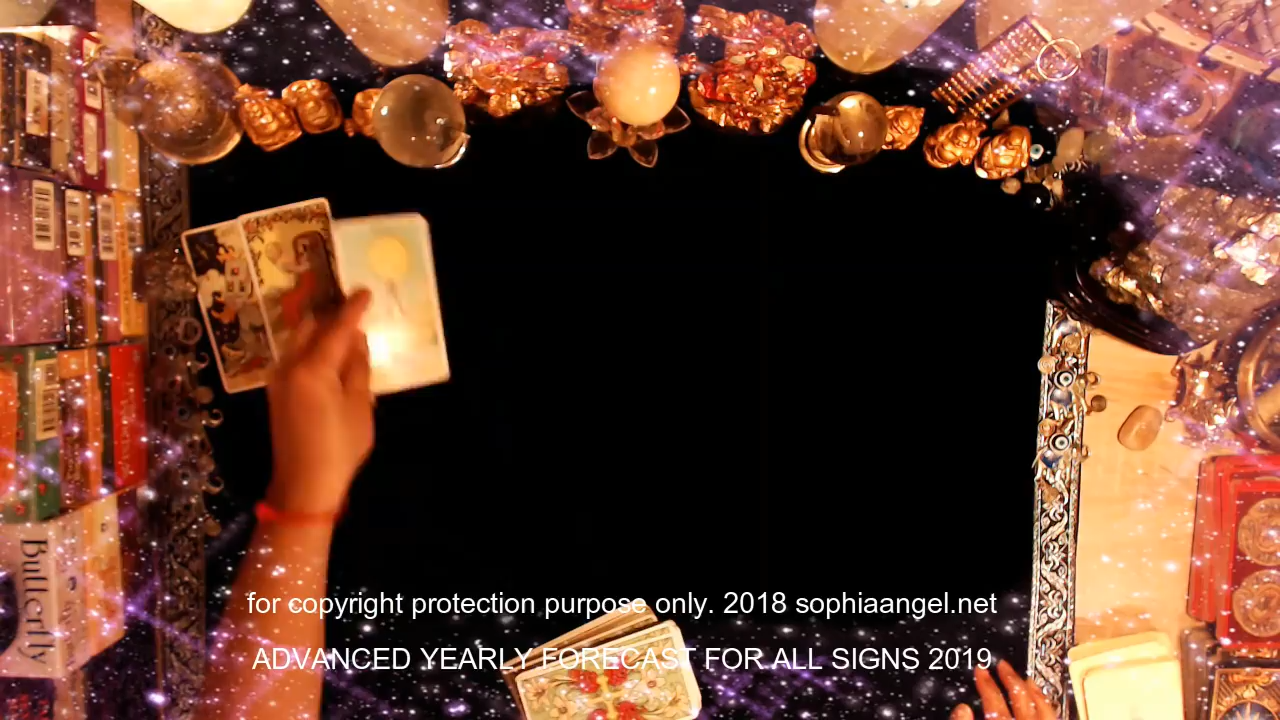 Butterfly
for copyright protection purpose only. 2018 sophiaangel.net
ADVANCED YEARLY FORECAST FOR ALL SIGNS 2019